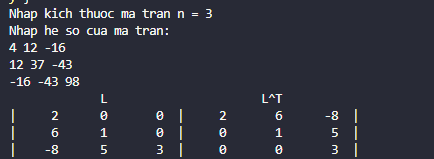 Nhap kich thuoc ma tran n = 3
Nhap he so cua ma tran:
4 12 -16
12 37 -43
-16 -43 98
L L^T
| 2 0 0 | 2 6 -8 |
| 6 1 0 | 0 1 5 |
| -8 5 3 | 0 0 3 |